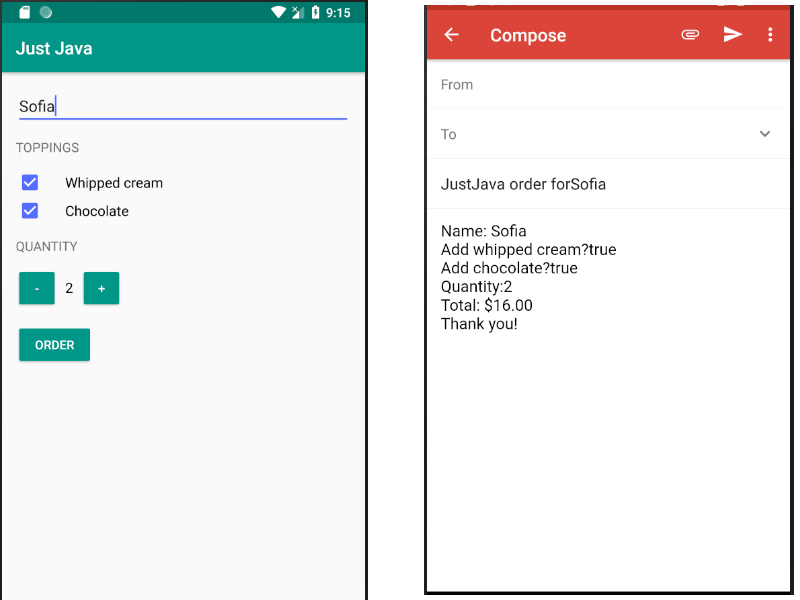 9:15
Just Java
Sofia
TOPPINGS
Whipped cream
Chocolate
QUANTITY
- 2 +
ORDER
Compose
From
To
JustJava order forSofia
Name: Sofia
Add whipped cream?true
Add chocolate?true
Quantity:2
Total: $16.00
Thank you!